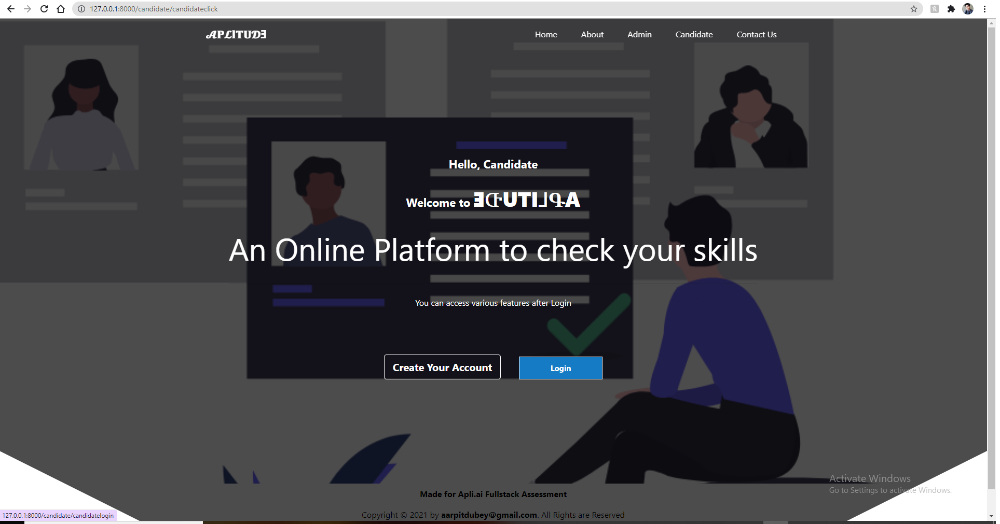 127.0.0.1:8000/candidate/candidateclick
𝓐P𝓛ITU𝓓Ǝ Home About Admin Candidate Contact Us
Hello, Candidate
Welcome to ƎᏧUTI⅃ᎭA
An Online Platform to check your skills
You can access various features after Login
Create Your Account Login
Activate Windows
Go to Settings to activate Windows.
Made for Apli.ai Fullstack Assessment
127.0.0.1:8000/candidate/candidatelogin
Copyright © 2021 by aarpitdubey@gmail.com. All Rights are Reserved